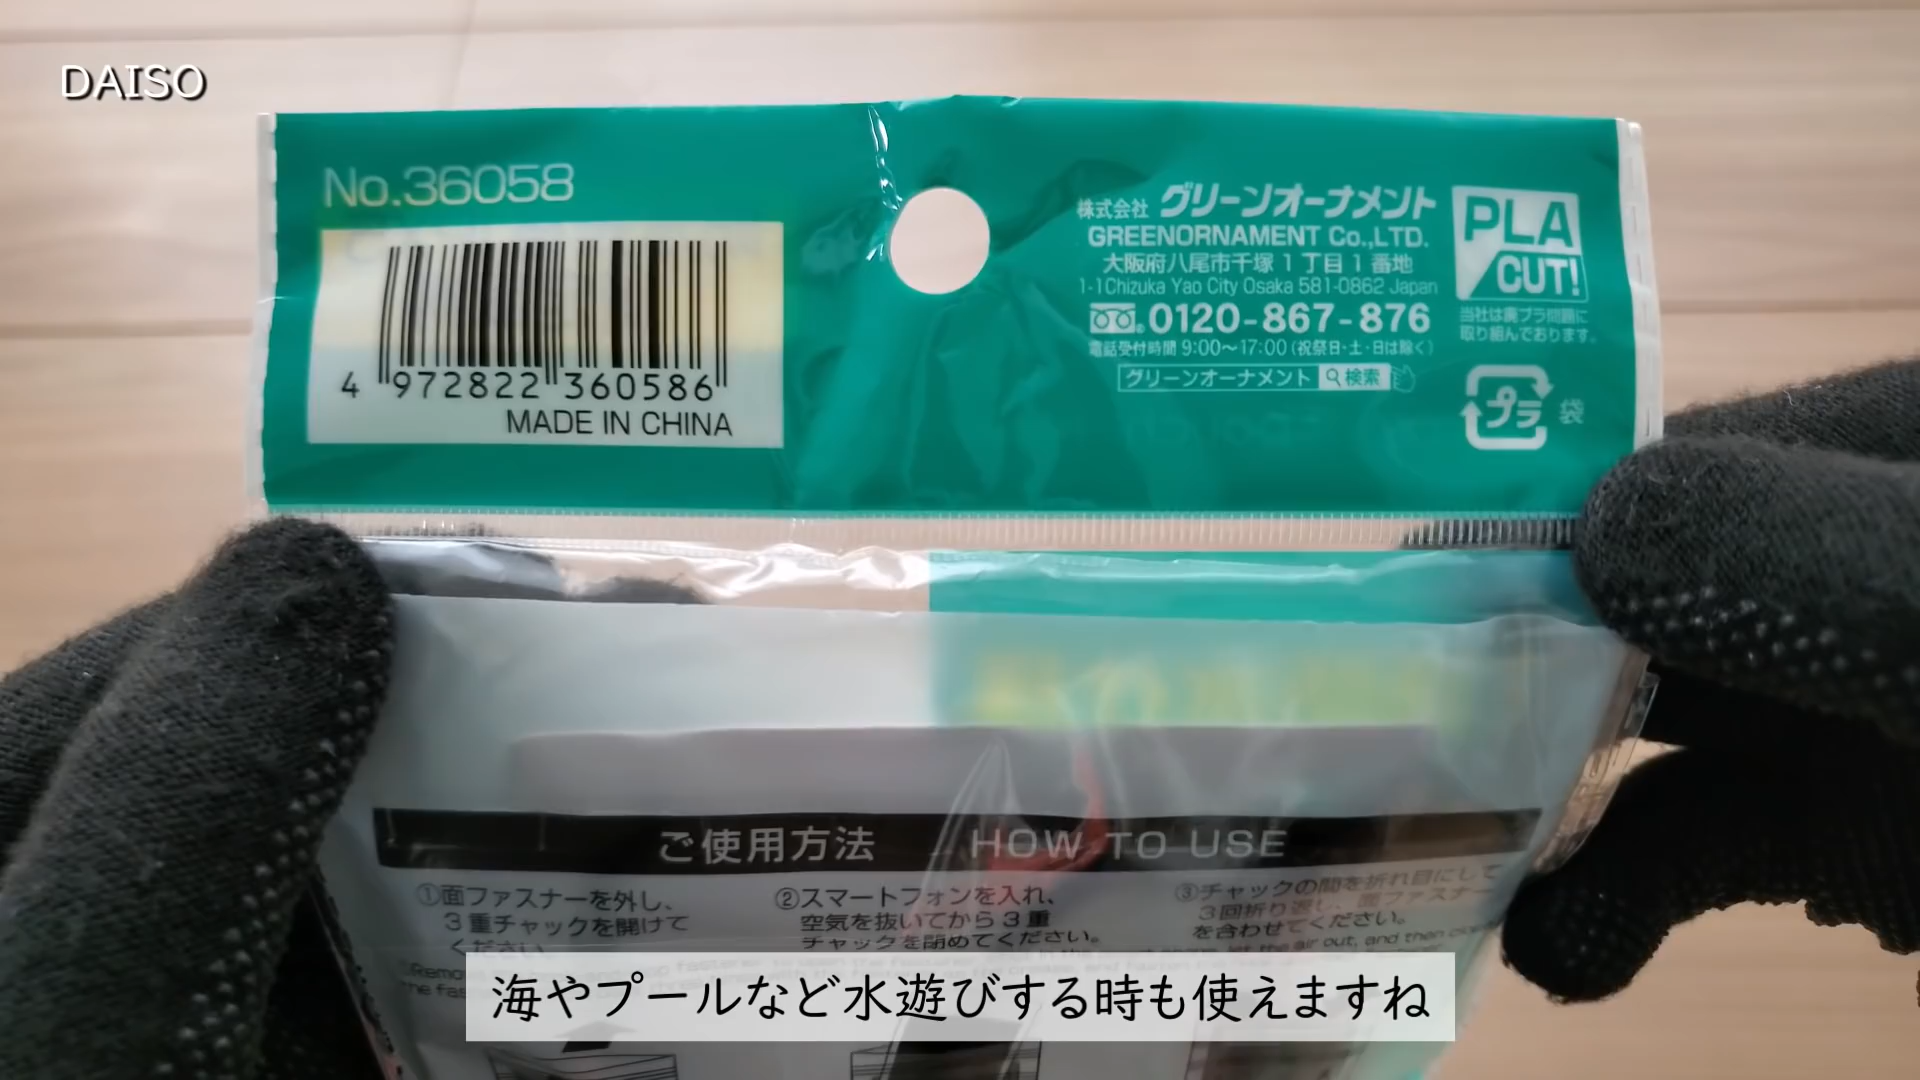 DAISO
No.36058
4 972822 360586
MADE IN CHINA
株式会社 グリーンオーナメント
GREENORNAMENT Co.,LTD.
大阪府八尾市千塚1丁目1番地
1-1Chizuka Yao City Osaka 581-0862 Japan
0120-867-876
電話受付時間 9:00〜17:00(祝祭日・土・日は除く)
グリーンオーナメント 検索
PLA
CUT!
当社は廃プラ問題に
取り組んでおります。
プラ 袋
ご使用方法 HOW TO USE
①面ファスナーを外し、
3重チャックを開けて
ください。
②スマートフォンを入れ、
空気を抜いてから3重
チャックを閉めてください。
③チャックの間を折れ目にして
3回折り返し、面ファスナー
を合わせてください。
let the air out, and then
海やプールなど水遊びする時も使えますね